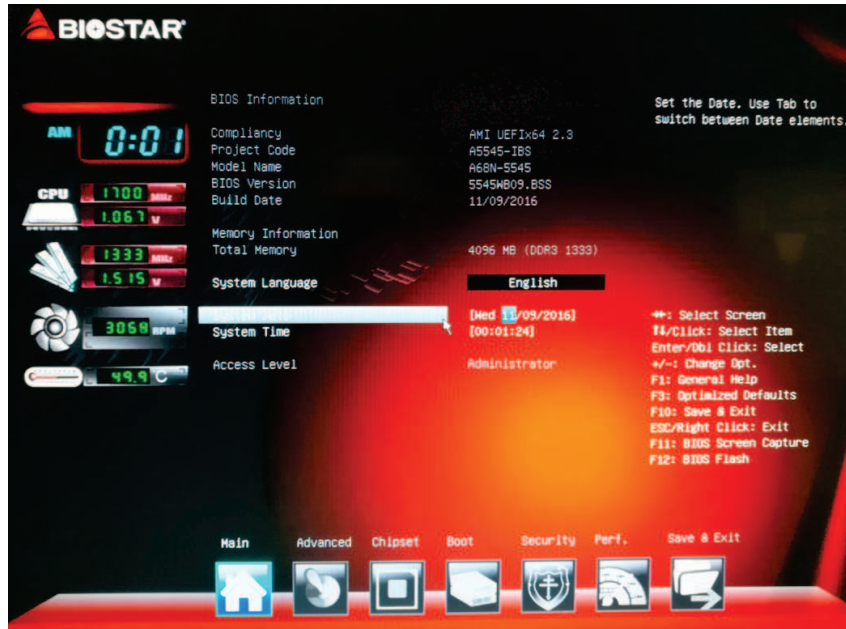 BIOSTAR
BIOS Information
Set the Date. Use Tab to
switch between Date elements.
AM 0:01
Compliancy AMI UEFIx64 2.3
Project Code A5545-IBS
Model Name A68N-5545
BIOS Version 5545WB09.BSS
Build Date 11/09/2016
CPU 1700 MHz
1.067 V
Memory Information
Total Memory 4096 MB (DDR3 1333)
1333 MHz
1.515 V
System Language English
[Wed 11/09/2016]
System Time [00:01:24]
3068 RPM
Access Level Administrator
49.9 C
: Select Screen
/Click: Select Item
Enter/Dbl Click: Select
+/-: Change Opt.
F1: General Help
F3: Optimized Defaults
F10: Save & Exit
ESC/Right Click: Exit
F11: BIOS Screen Capture
F12: BIOS Flash
Main Advanced Chipset Boot Security Perf. Save & Exit